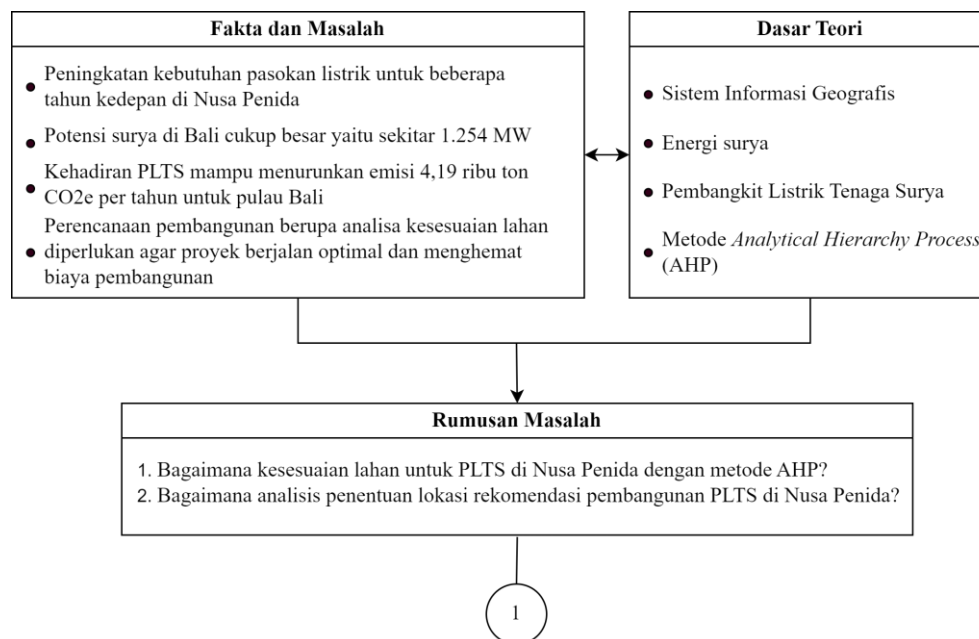 Fakta dan Masalah
Peningkatan kebutuhan pasokan listrik untuk beberapa
tahun kedepan di Nusa Penida
Potensi surya di Bali cukup besar yaitu sekitar 1.254 MW
Kehadiran PLTS mampu menurunkan emisi 4,19 ribu ton
CO2e per tahun untuk pulau Bali
Perencanaan pembangunan berupa analisa kesesuaian lahan
diperlukan agar proyek berjalan optimal dan menghemat
biaya pembangunan
Dasar Teori
Sistem Informasi Geografis
Energi surya
Pembangkit Listrik Tenaga Surya
Metode Analytical Hierarchy Process
(AHP)
Rumusan Masalah
1. Bagaimana kesesuaian lahan untuk PLTS di Nusa Penida dengan metode AHP?
2. Bagaimana analisis penentuan lokasi rekomendasi pembangunan PLTS di Nusa Penida?
1